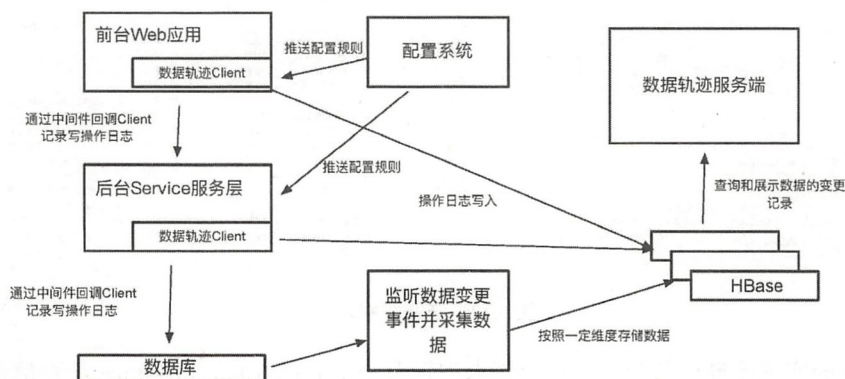 前台Web应用
数据轨迹Client
推送配置规则
配置系统
数据轨迹服务端
通过中间件回调Client
记录写操作日志
推送配置规则
后台Service服务层
数据轨迹Client
操作日志写入
查询和展示数据的变更
记录
通过中间件回调Client
记录写操作日志
监听数据变更
事件并采集数
据
HBase
按照一定维度存储数据
数据库